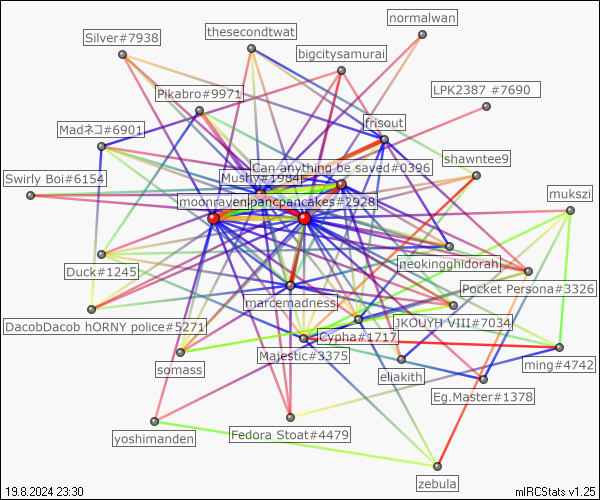 normalwan
Silver#7938
thesecondtwat
bigcitysamurai
LPK2387 #7690
Pikabro#9971
frisout
Madネコ#6901
shawntee9
Can anything be saved#0396
Mushy#1984
Swirly Boi#6154
mukszi
moonravenlpancpancakes#2928
neokingghidorah
Duck#1245
Pocket Persona#3326
marcemadness
JKOUYH VIII#7034
DacobDacob hORNY police#5271
Cypha#1717
Majestic#3375
somass
eliakith
ming#4742
Eg.Master#1378
yoshimanden
Fedora Stoat#4479
zebula
19.8.2024 23:30
mIRCStats v1.25